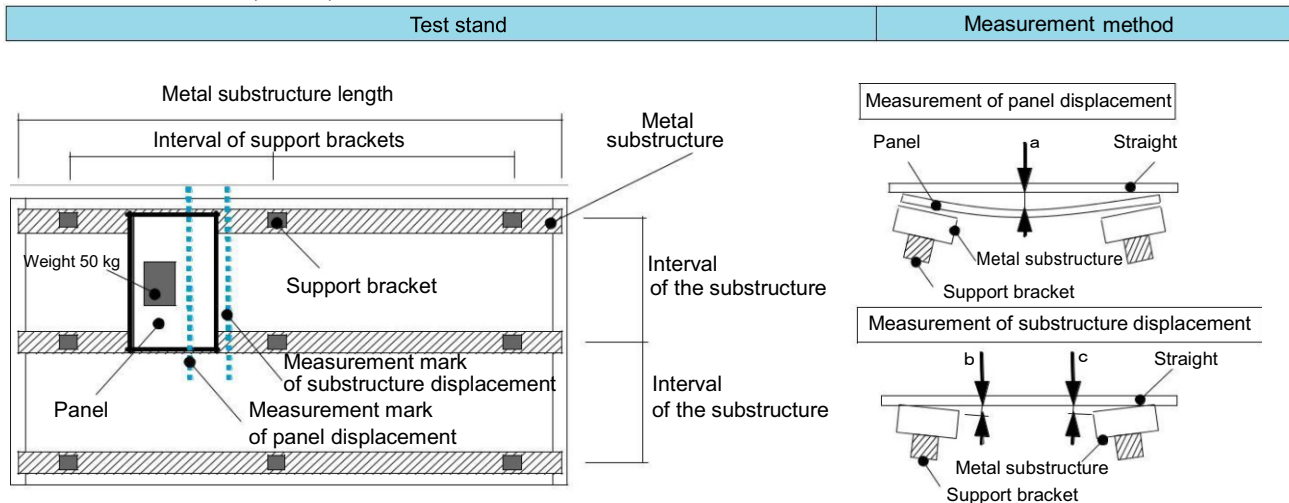 Test stand
Measurement method
Metal substructure length
Interval of support brackets
Metal
substructure
Weight 50 kg
Support bracket
Interval
of the substructure
Measurement mark
of substructure displacement
Panel
Measurement mark
of panel displacement
Interval
of the substructure
Measurement of panel displacement
Panel
a
Straight
Metal substructure
Support bracket
Measurement of substructure displacement
b
c
Straight
Metal substructure
Support bracket